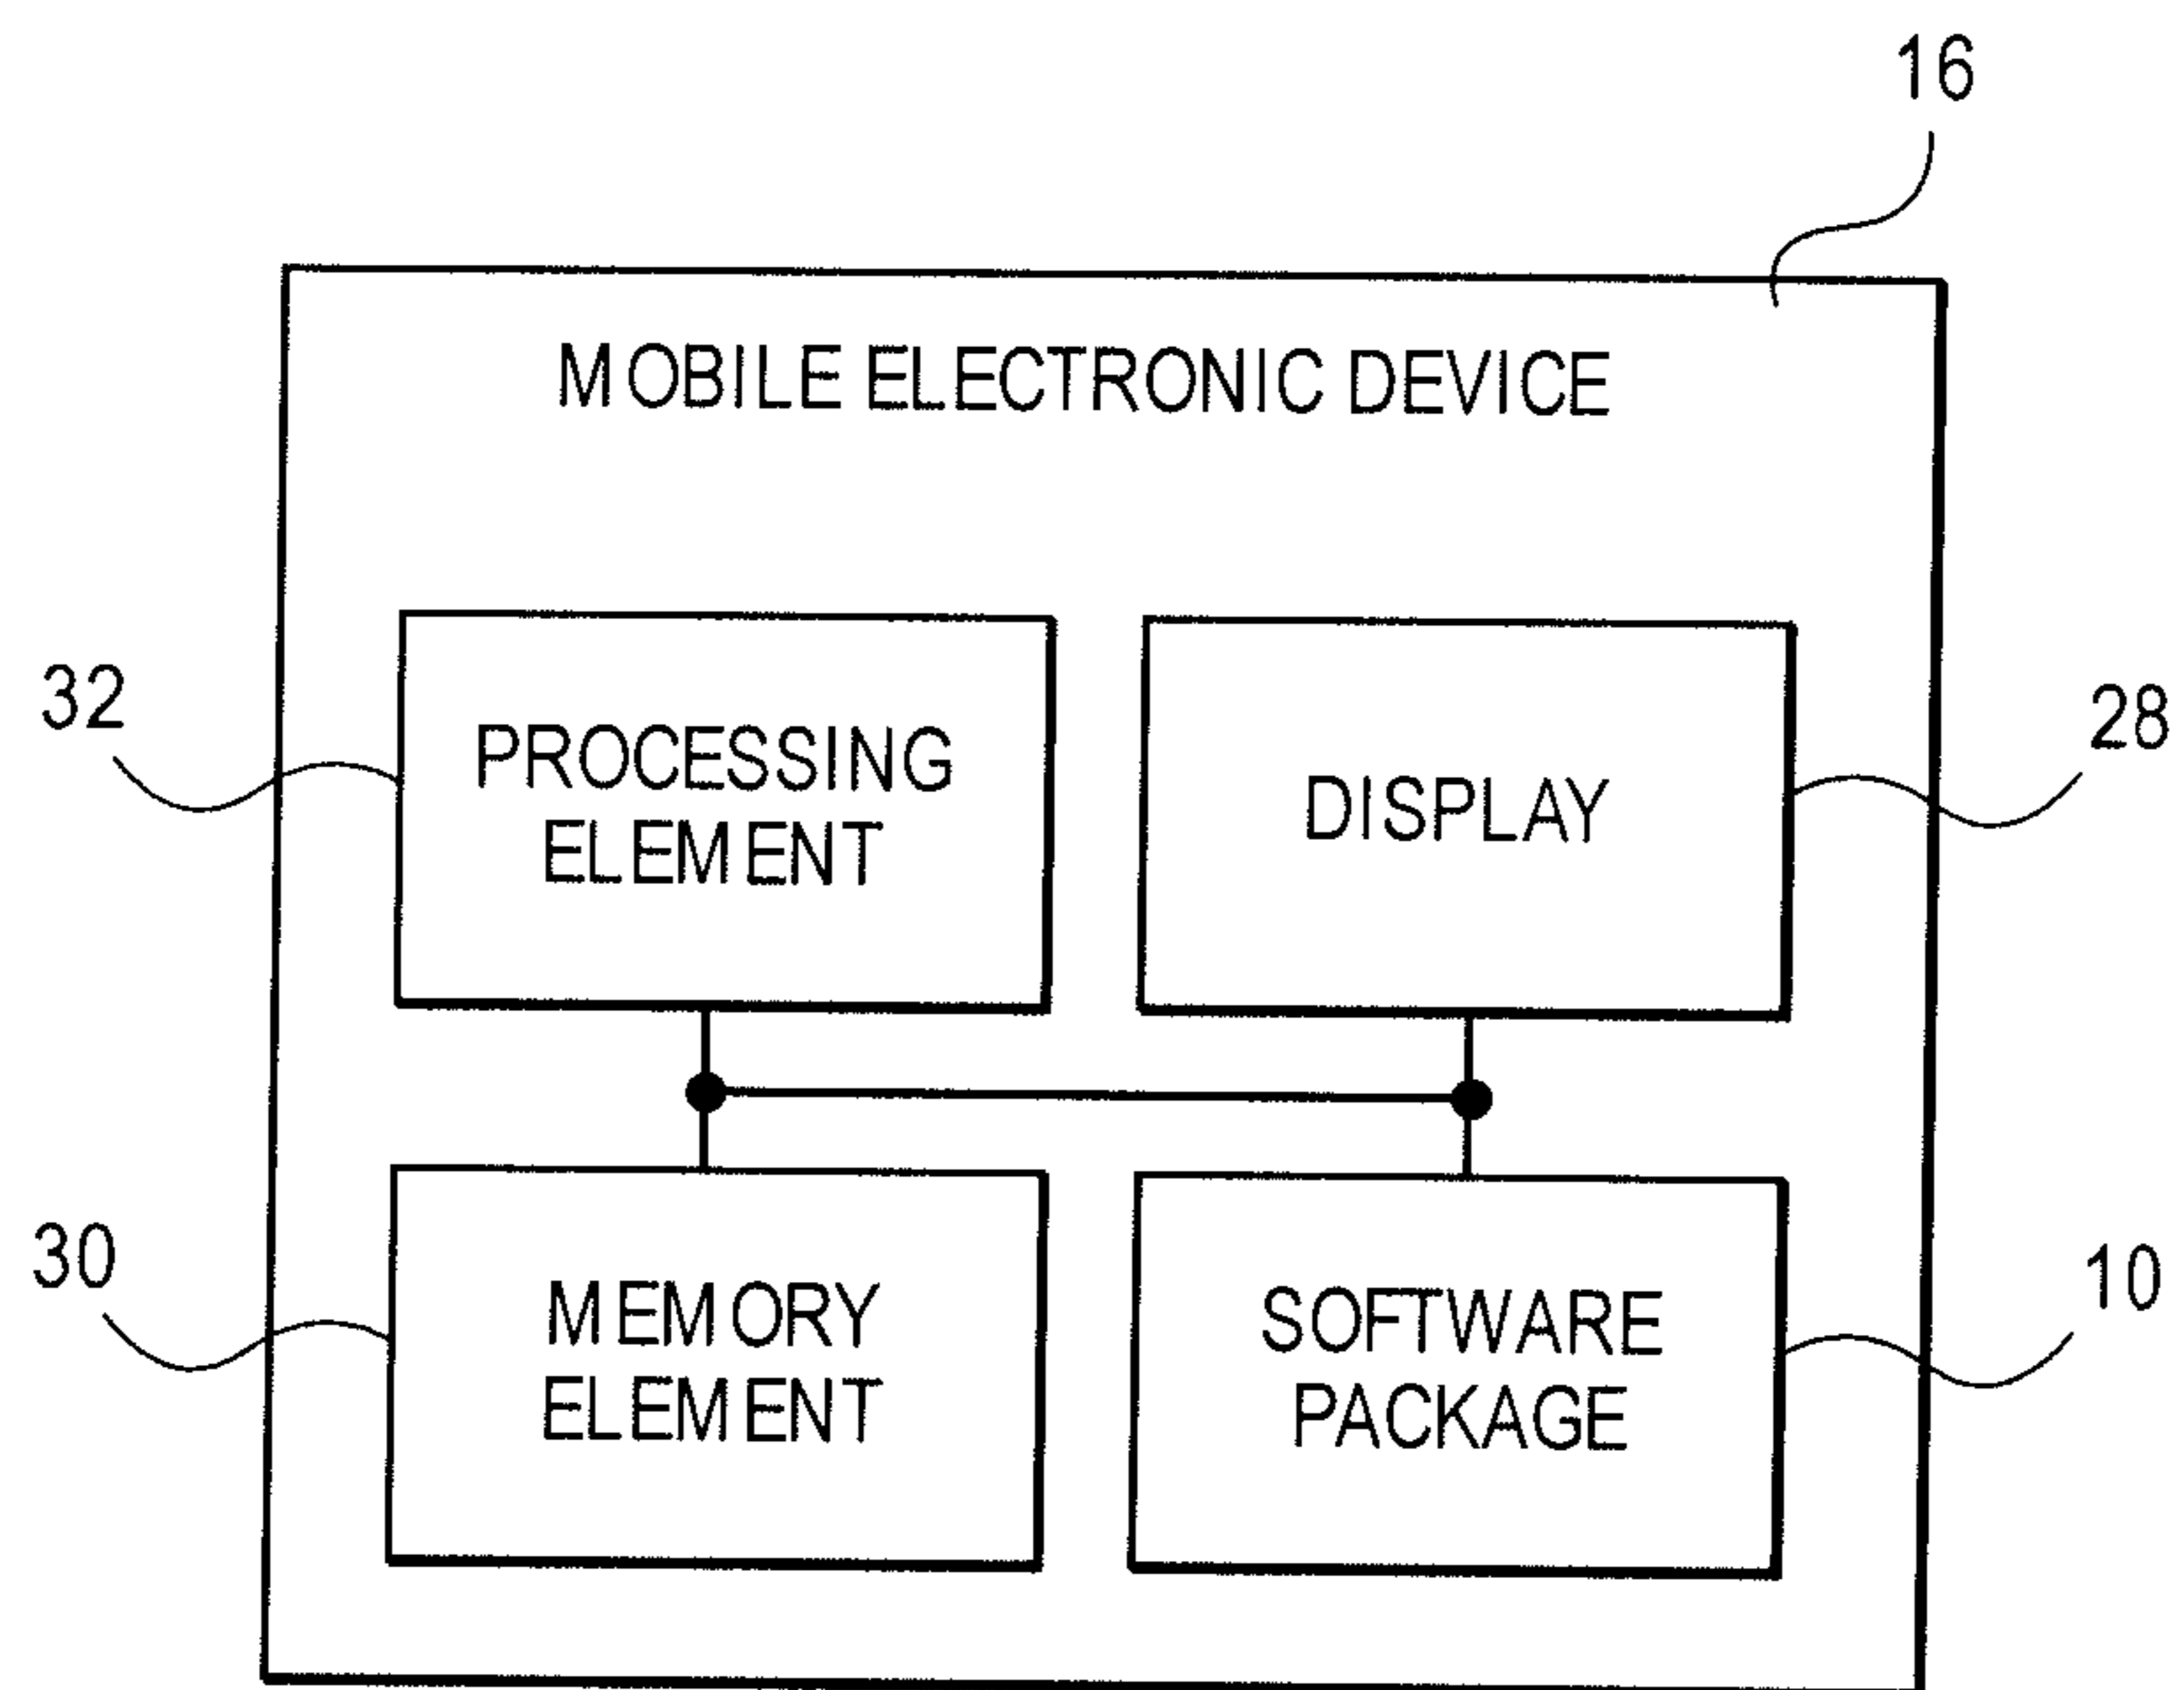 16
MOBILE ELECTRONIC DEVICE
32
PROCESSING
ELEMENT
DISPLAY
28
30
MEMORY
ELEMENT
SOFTWARE
PACKAGE
10